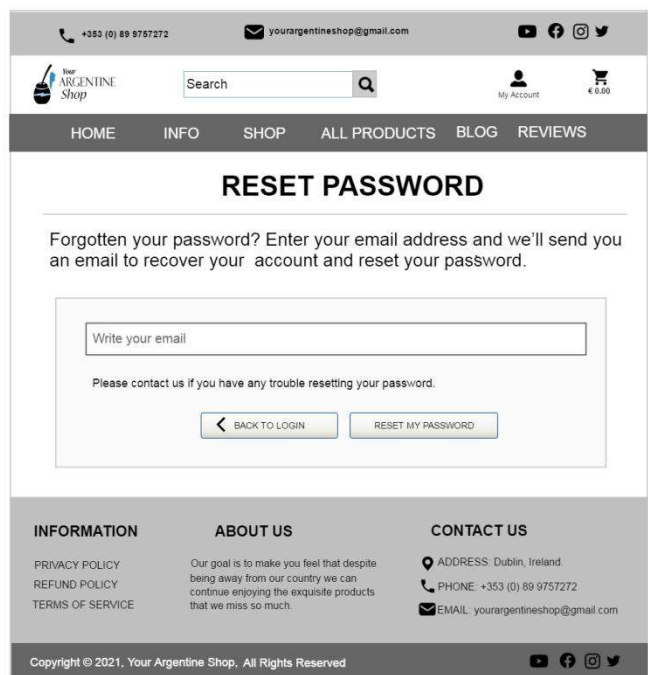 +353 (0) 89 9757272
yourargentineshop@gmail.com
Your
ARGENTINE
Shop
Search
My Account
€ 0.00
HOME INFO SHOP ALL PRODUCTS BLOG REVIEWS
RESET PASSWORD
Forgotten your password? Enter your email address and we'll send you
an email to recover your account and reset your password.
Write your email
Please contact us if you have any trouble resetting your password.
BACK TO LOGIN
RESET MY PASSWORD
INFORMATION
PRIVACY POLICY
REFUND POLICY
TERMS OF SERVICE
ABOUT US
Our goal is to make you feel that despite
being away from our country we can
continue enjoying the exquisite products
that we miss so much.
CONTACT US
ADDRESS: Dublin, Ireland.
PHONE: +353 (0) 89 9757272
EMAIL: yourargentineshop@gmail.com
Copyright © 2021, Your Argentine Shop, All Rights Reserved